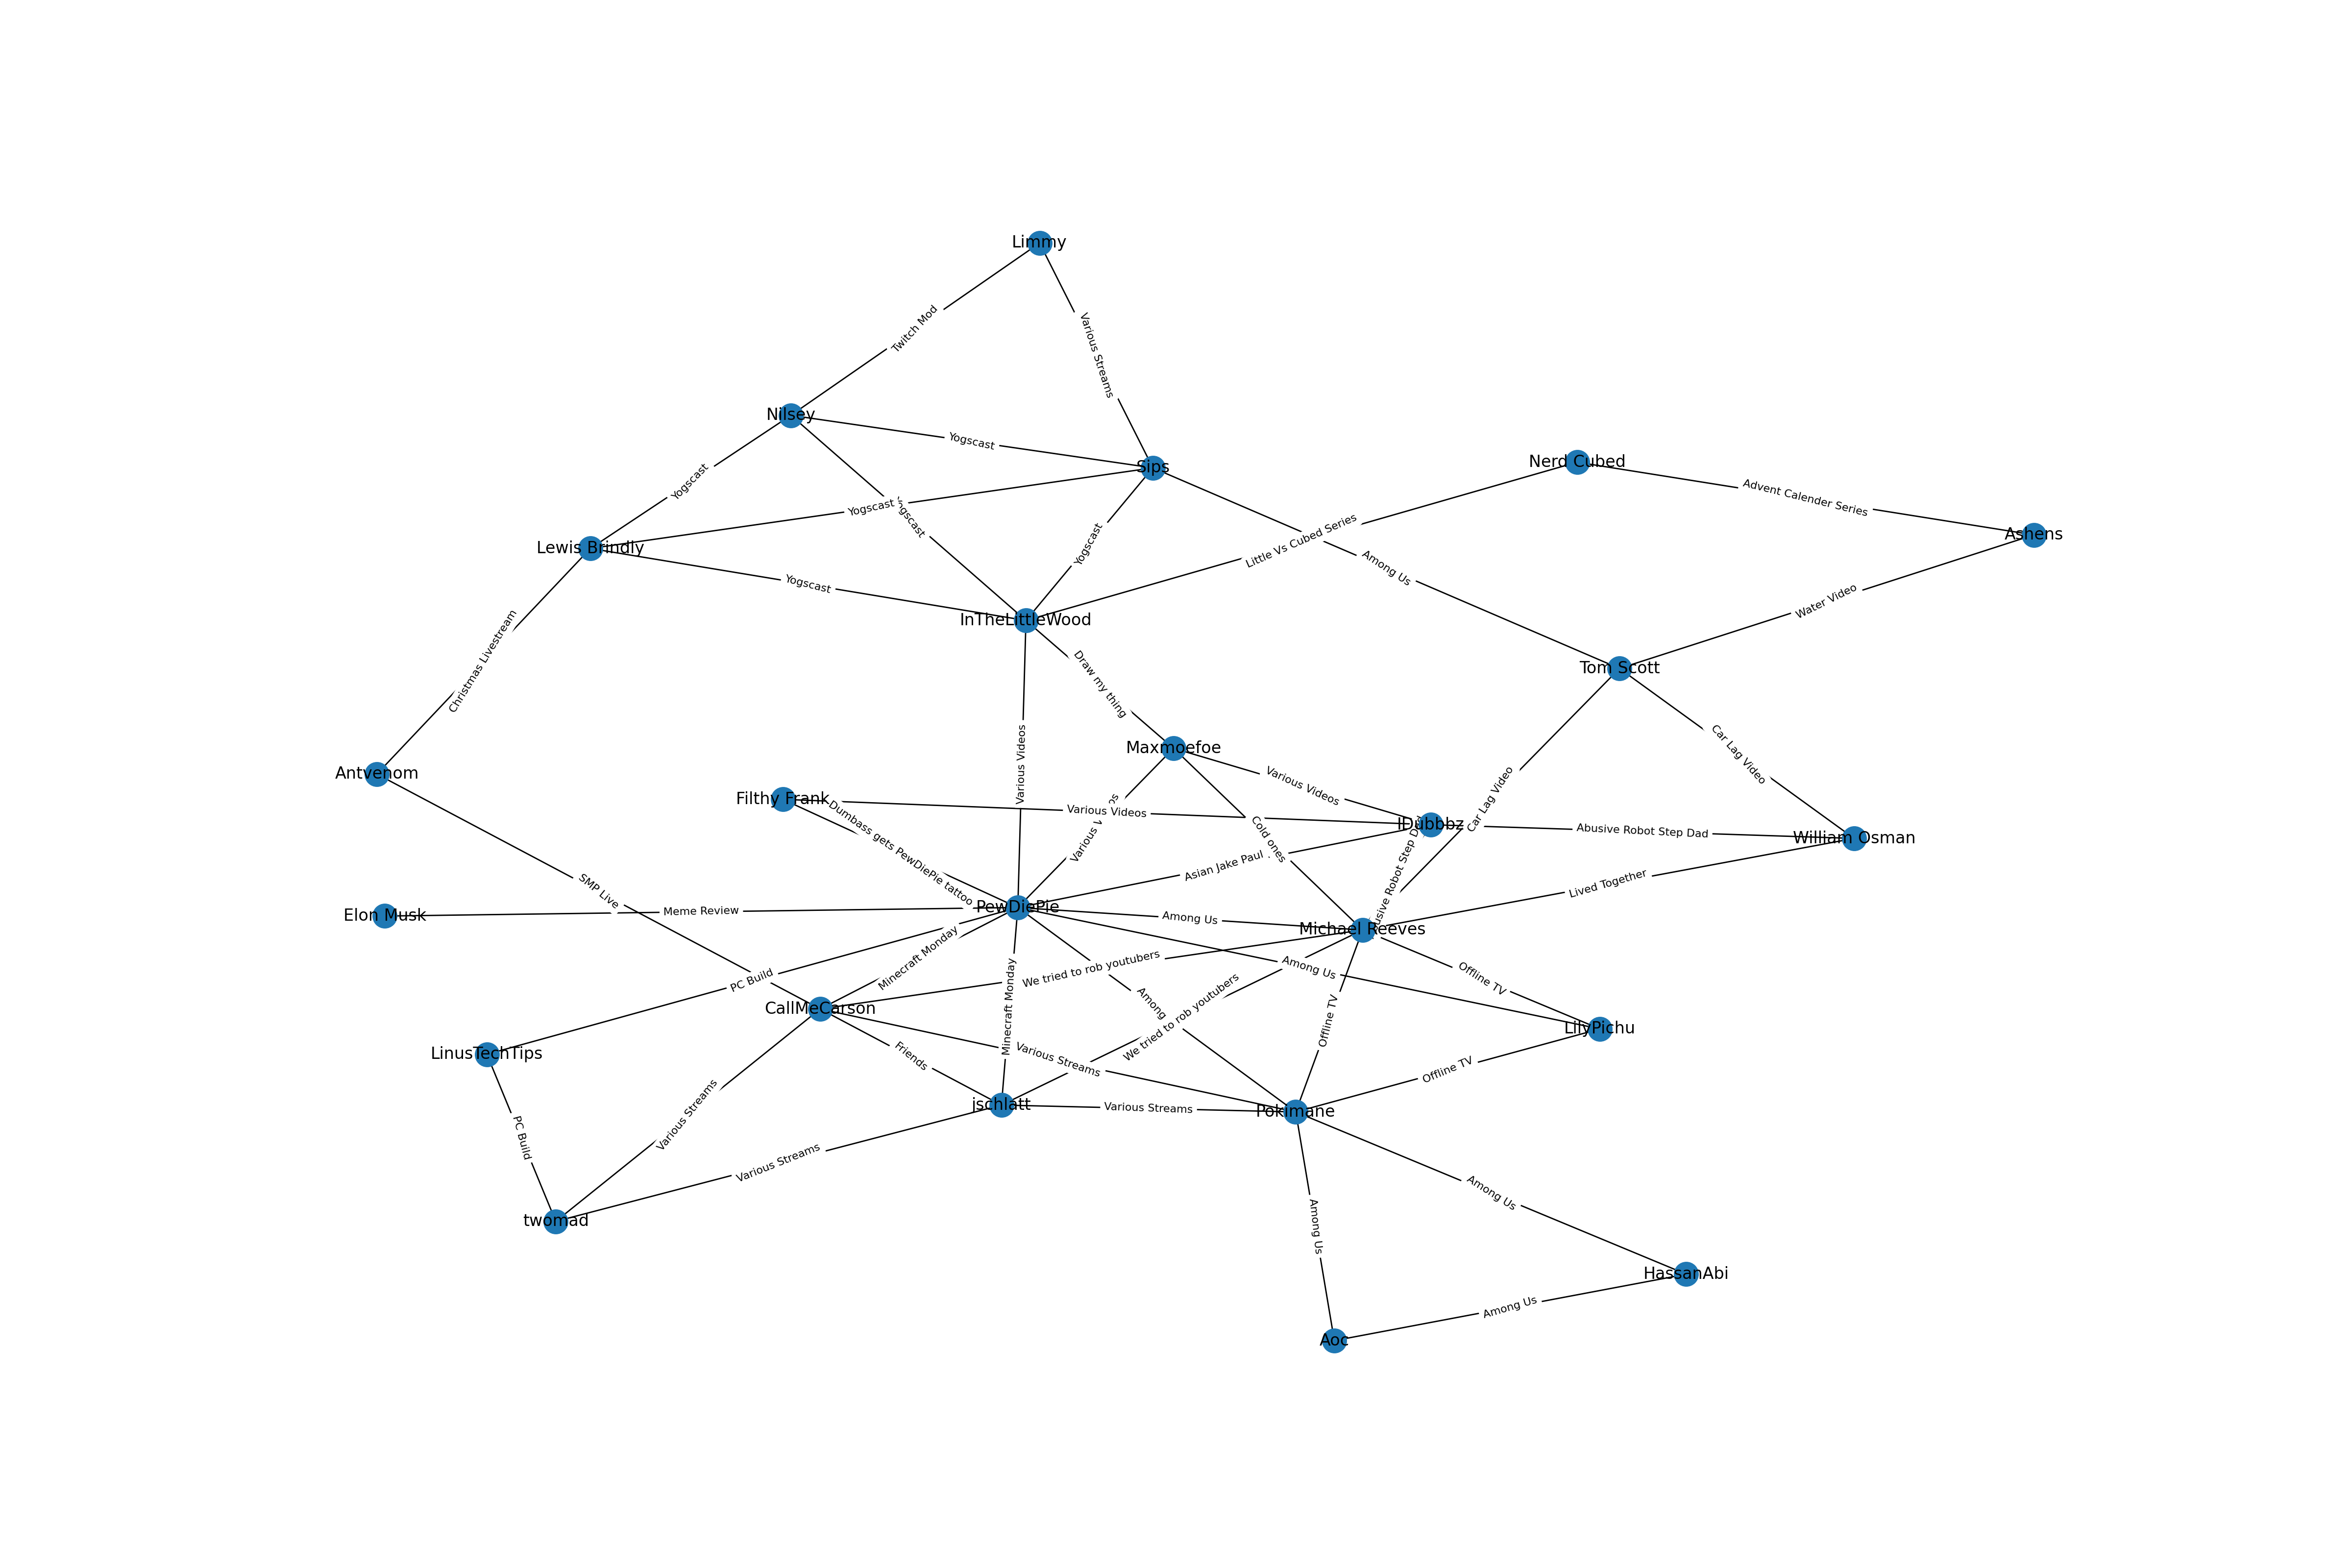 Limmy
Twitch Mod
Various Streams
Nilsey
Yogscast
Sips
Nerd Cubed
Yogscast
Advent Calender Series
Yogscast
Yogscast
Little Vs Cubed Series
Ashens
Lewis Brindly
Yogscast
Among Us
Yogscast
Water Video
InTheLittleWood
Christmas Livestream
Draw my thing
Tom Scott
Various Videos
Maxmoefoe
Car Lag Video
Antvenom
Various Videos
Car Lag Video
Filthy Frank
Various Videos
IDubbbz
Abusive Robot Step Dad
William Osman
Dumbass gets PewDiePie tattoo
Various
Cold ones
Asian Jake Paul
Robot Step
Lived Together
SMP Live
Elon Musk
Meme Review
PewDiePie
Among Us
Michael Reeves
Minecraft Monday
We tried to rob youtubers
Among Us
Offline TV
PC Build
Minecraft Monday
Among
We tried to rob youtubers
Offline TV
CallMeCarson
LilyPichu
LinusTechTips
Friends
Various Streams
Offline TV
PC Build
Various Streams
jschlatt
Various Streams
Pokimane
Various Streams
Among Us
Among Us
twomad
HassanAbi
Among Us
Aoc